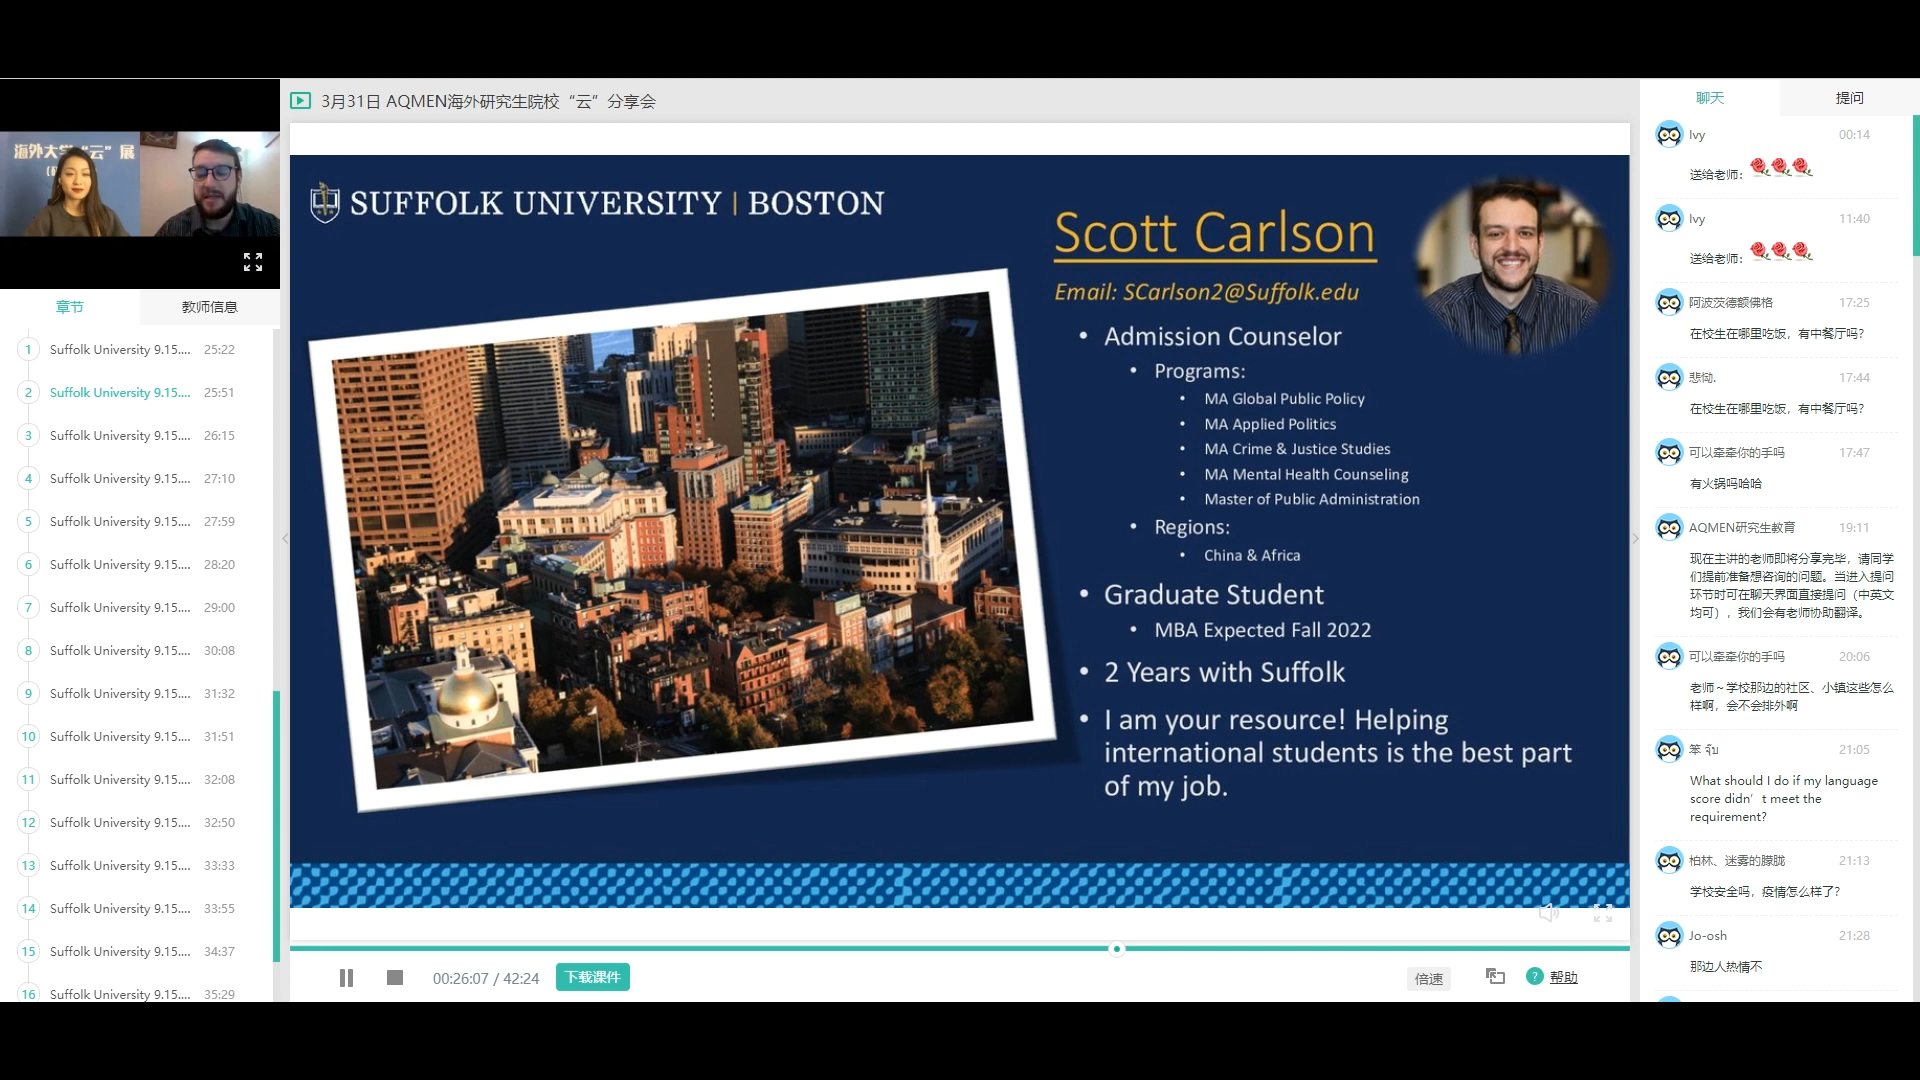 3月31日 AQMEN海外研究生院校“云”分享会
海外大学“云”展
章节
教师信息
1 Suffolk University 9.15.... 25:22
2 Suffolk University 9.15.... 25:51
3 Suffolk University 9.15.... 26:15
4 Suffolk University 9.15.... 27:10
5 Suffolk University 9.15.... 27:59
6 Suffolk University 9.15.... 28:20
7 Suffolk University 9.15.... 29:00
8 Suffolk University 9.15.... 30:08
9 Suffolk University 9.15.... 31:32
10 Suffolk University 9.15.... 31:51
11 Suffolk University 9.15.... 32:08
12 Suffolk University 9.15.... 32:50
13 Suffolk University 9.15.... 33:33
14 Suffolk University 9.15.... 33:55
15 Suffolk University 9.15.... 34:37
16 Suffolk University 9.15.... 35:29
SUFFOLK UNIVERSITY | BOSTON
Scott Carlson
Email: SCarlson2@Suffolk.edu
• Admission Counselor
• Programs:
• MA Global Public Policy
• MA Applied Politics
• MA Crime & Justice Studies
• MA Mental Health Counseling
• Master of Public Administration
• Regions:
• China & Africa
• Graduate Student
• MBA Expected Fall 2022
• 2 Years with Suffolk
• I am your resource! Helping
international students is the best part
of my job.
00:26:07 / 42:24
下载课件
倍速
? 帮助
聊天
提问
Ivy 00:14
送给老师:
Ivy 11:40
送给老师:
阿波茨德额佛格 17:25
在校生在哪里吃饭，有中餐厅吗？
悲恸. 17:44
在校生在哪里吃饭，有中餐厅吗？
可以牵牵你的手吗 17:47
有火锅吗哈哈
AQMEN研究生教育 19:11
现在主讲的老师即将分享完毕，请同学
们提前准备想咨询的问题。当进入提问
环节时可在聊天界面直接提问（中英文
均可），我们会有老师协助翻译。
可以牵牵你的手吗 20:06
老师～学校那边的社区、小镇这些怎么
样啊，会不会排外啊
笨 จุ๊บ 21:05
What should I do if my language
score didn’t meet the
requirement?
柏林、迷雾的朦胧 21:13
学校安全吗，疫情怎么样了？
Jo-osh 21:28
那边人热情不